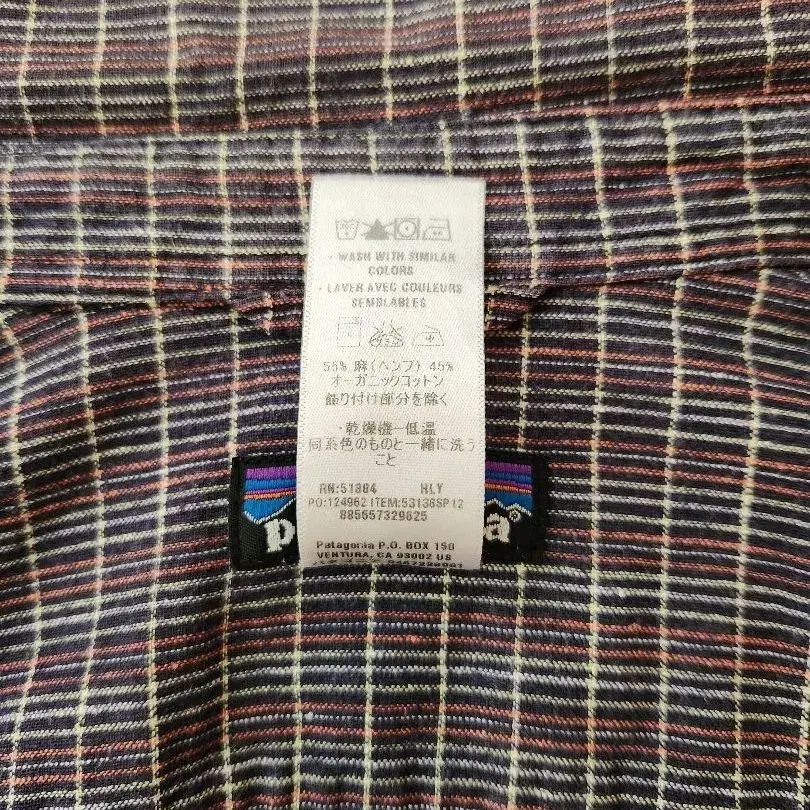 • WASH WITH SIMILAR
COLORS
• LAVER AVEC COULEURS
SEMBLABLES
55% 麻(ヘンプ) 45%
オーガニックコットン
飾り付け部分を除く
・乾燥機ー低温
・同系色のものと一緒に洗う
こと
RN:51884 HLY
PO:124962 ITEM:53138SP12
885557329825
p a®
Patagonia P.O. BOX 150
VENTURA, CA 93002 US